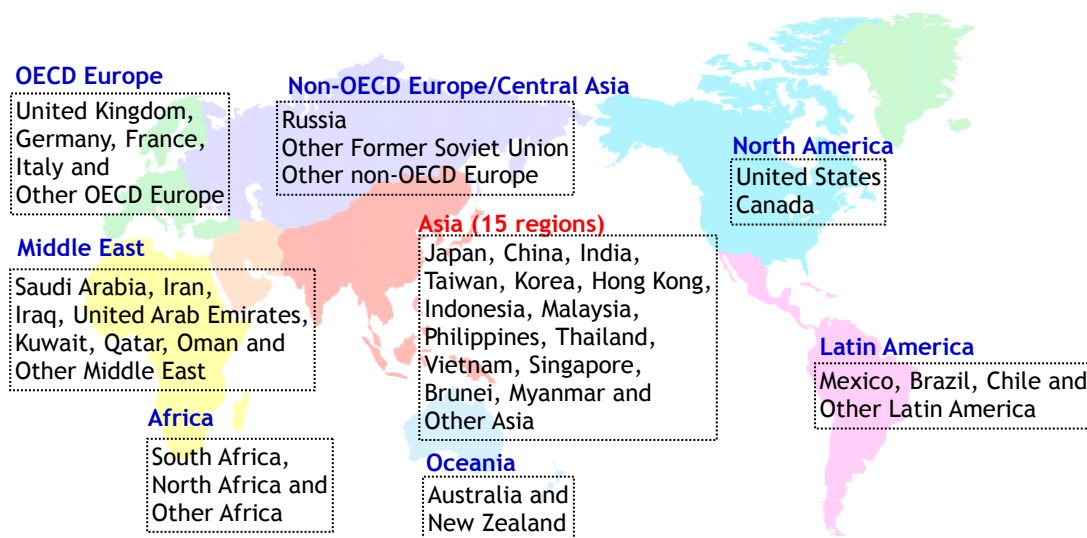 OECD Europe
United Kingdom,
Germany, France,
Italy and
Other OECD Europe
Non-OECD Europe/Central Asia
Russia
Other Former Soviet Union
Other non-OECD Europe
North America
United States
Canada
Asia (15 regions)
Japan, China, India,
Taiwan, Korea, Hong Kong,
Indonesia, Malaysia,
Philippines, Thailand,
Vietnam, Singapore,
Brunei, Myanmar and
Other Asia
Middle East
Saudi Arabia, Iran,
Iraq, United Arab Emirates,
Kuwait, Qatar, Oman and
Other Middle East
Latin America
Mexico, Brazil, Chile and
Other Latin America
Africa
South Africa,
North Africa and
Other Africa
Oceania
Australia and
New Zealand